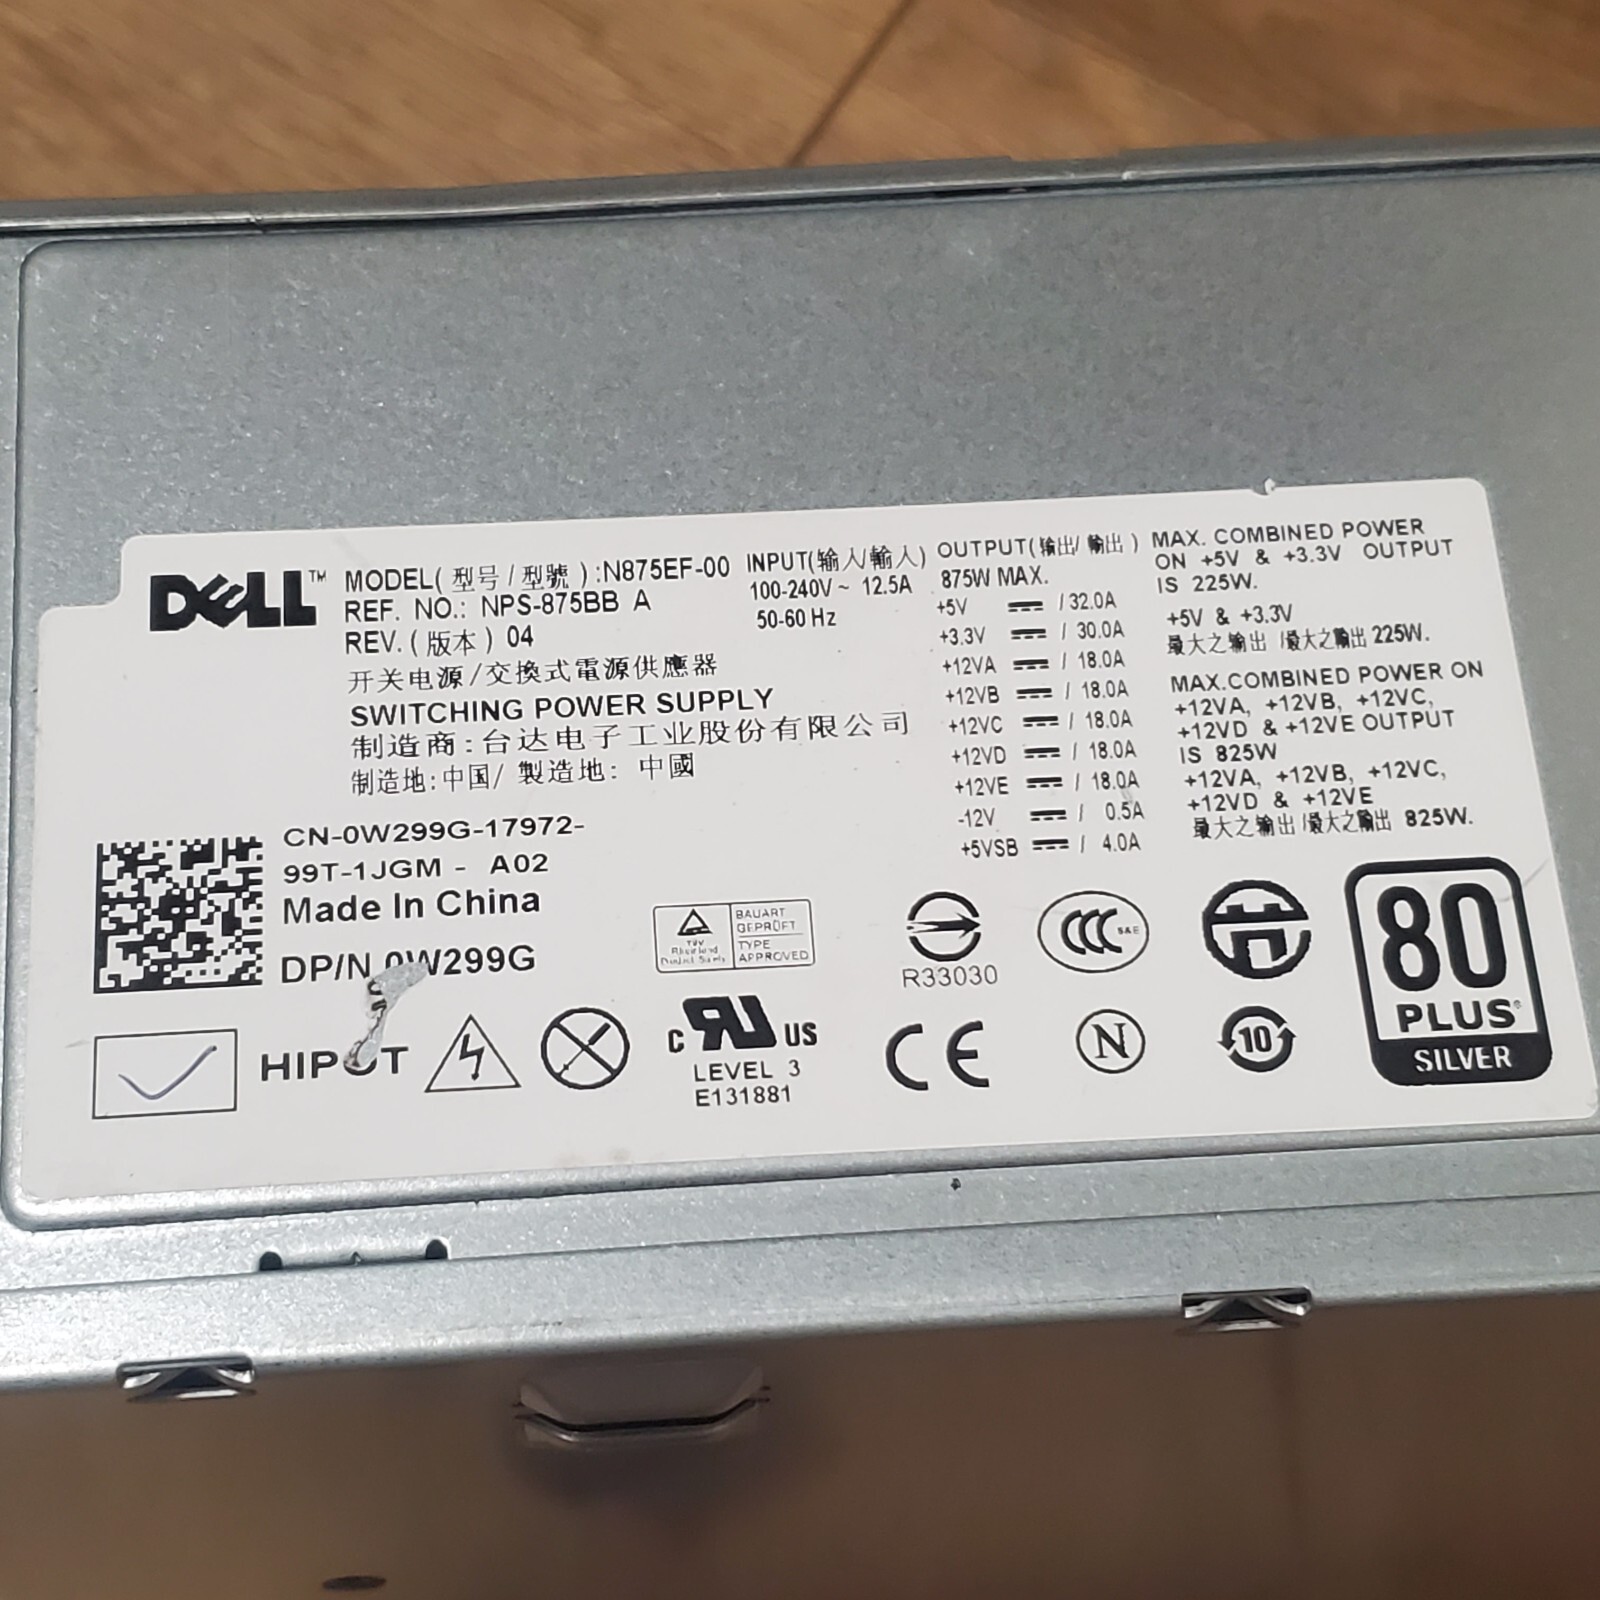 DELL™
MODEL(型号/型號):N875EF-00
REF. NO.: NPS-875BB A
REV.(版本) 04
开关电源/交換式電源供應器
SWITCHING POWER SUPPLY
制造商:台达电子工业股份有限公司
制造地:中国/ 製造地: 中國
INPUT(输入/輸入)
100-240V~ 12.5A
50-60 Hz
OUTPUT(输出/輸出)
875W MAX.
+5V ⎓ / 32.0A
+3.3V ⎓ / 30.0A
+12VA ⎓ / 18.0A
+12VB ⎓ / 18.0A
+12VC ⎓ / 18.0A
+12VD ⎓ / 18.0A
+12VE ⎓ / 18.0A
-12V ⎓ / 0.5A
+5VSB ⎓ / 4.0A
MAX. COMBINED POWER
ON +5V & +3.3V OUTPUT
IS 225W.
+5V & +3.3V
最大之输出/最大之輸出 225W.
MAX.COMBINED POWER ON
+12VA, +12VB, +12VC,
+12VD & +12VE OUTPUT
IS 825W
+12VA, +12VB, +12VC,
+12VD & +12VE
最大之输出/最大之輸出 825W.
CN-0W299G-17972-
99T-1JGM - A02
Made In China
DP/N 0W299G
HIPOT
TÜV
Rheinland
Product Safety
BAUART
GEPRÜFT
TYPE
APPROVED
R33030
CCC S&E
c RU US
LEVEL 3
E131881
CE
N
10
80
PLUS®
SILVER